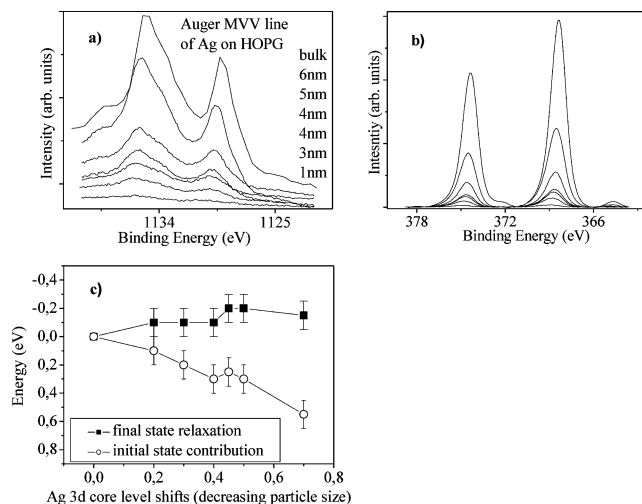 a)
Auger MVV line
of Ag on HOPG
bulk
6nm
5nm
4nm
4nm
3nm
1nm
Intensity (arb. units)
1134
1125
Binding Energy (eV)
b)
Intesntiy (arb. units)
378
372
366
Binding Energy (eV)
c)
Energy (eV)
-0,4
-0,2
0,0
0,2
0,4
0,6
0,8
final state relaxation
initial state contribution
0,0
0,2
0,4
0,6
0,8
Ag 3d core level shifts (decreasing particle size)